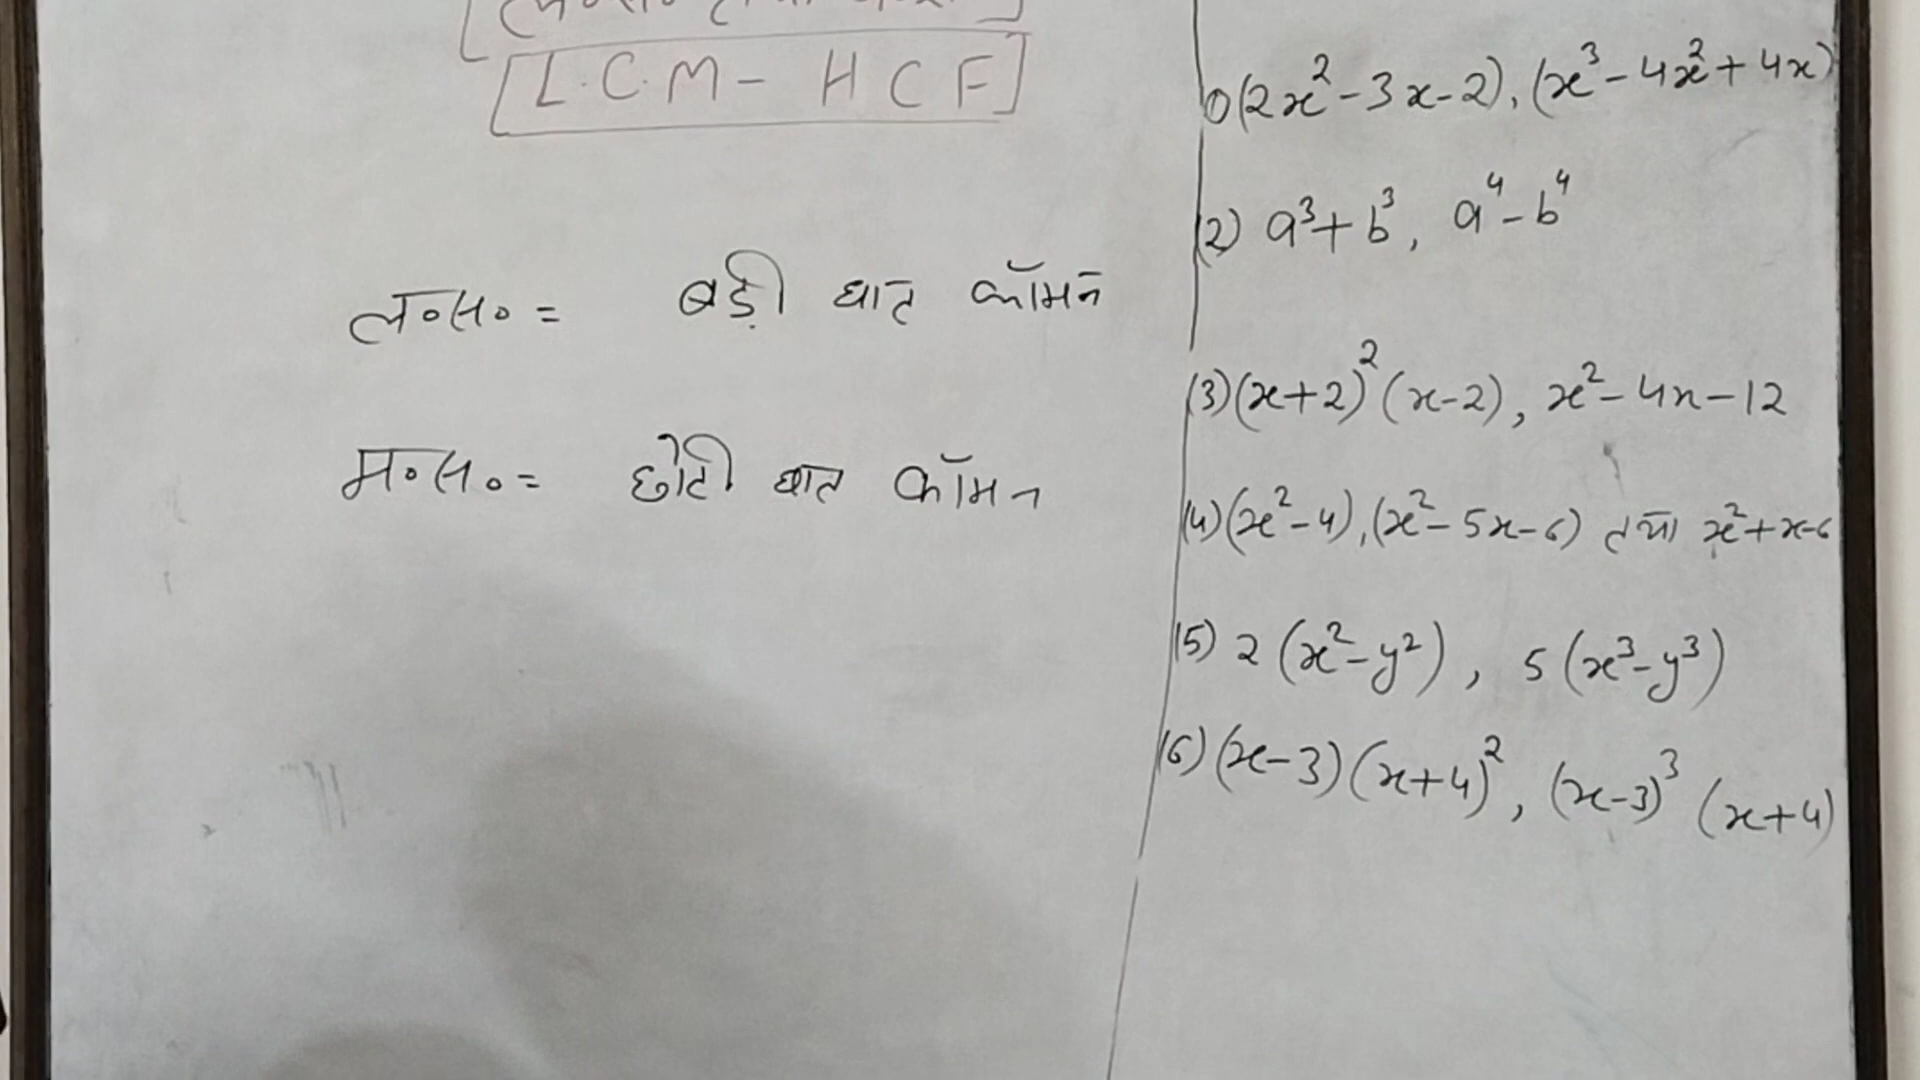 [L.C.M - HCF]
ल०स० = बड़ी घात कॉमन
म०स० = छोटी घात कॉमन
1) (2x² - 3x - 2), (x³ - 4x² + 4x)
(2) a³ + b³, a⁴ - b⁴
(3) (x+2)² (x-2), x² - 4x - 12
(4) (x² - 4), (x² - 5x - 6) तथा x² + x - 6
(5) 2 (x² - y²), 5 (x³ - y³)
(6) (x - 3) (x + 4)², (x - 3)³ (x + 4)